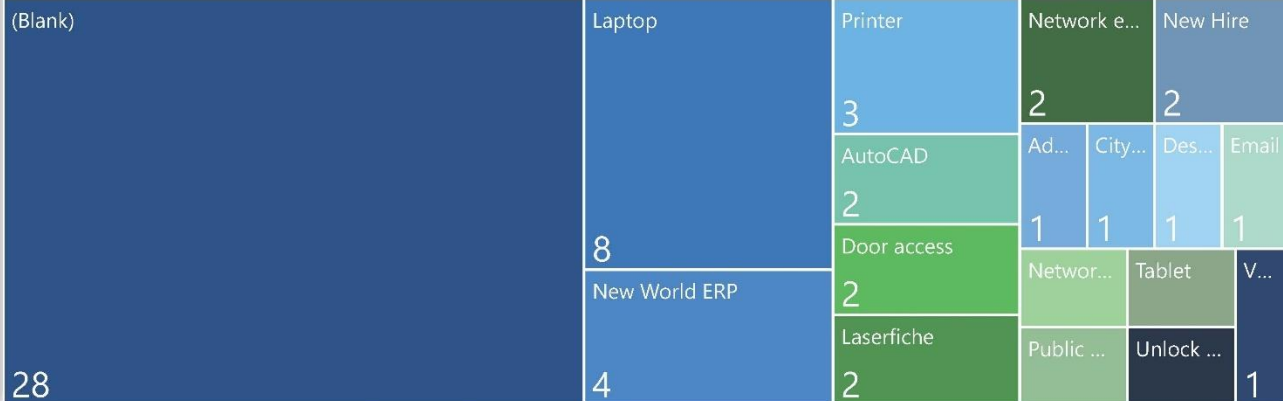 (Blank)
28
Laptop
8
New World ERP
4
Printer
3
AutoCAD
2
Door access
2
Laserfiche
2
Network e...
2
New Hire
2
Ad...
1
City...
1
Des...
1
Email
1
Networ...
Tablet
V...
1
Public ...
Unlock ...